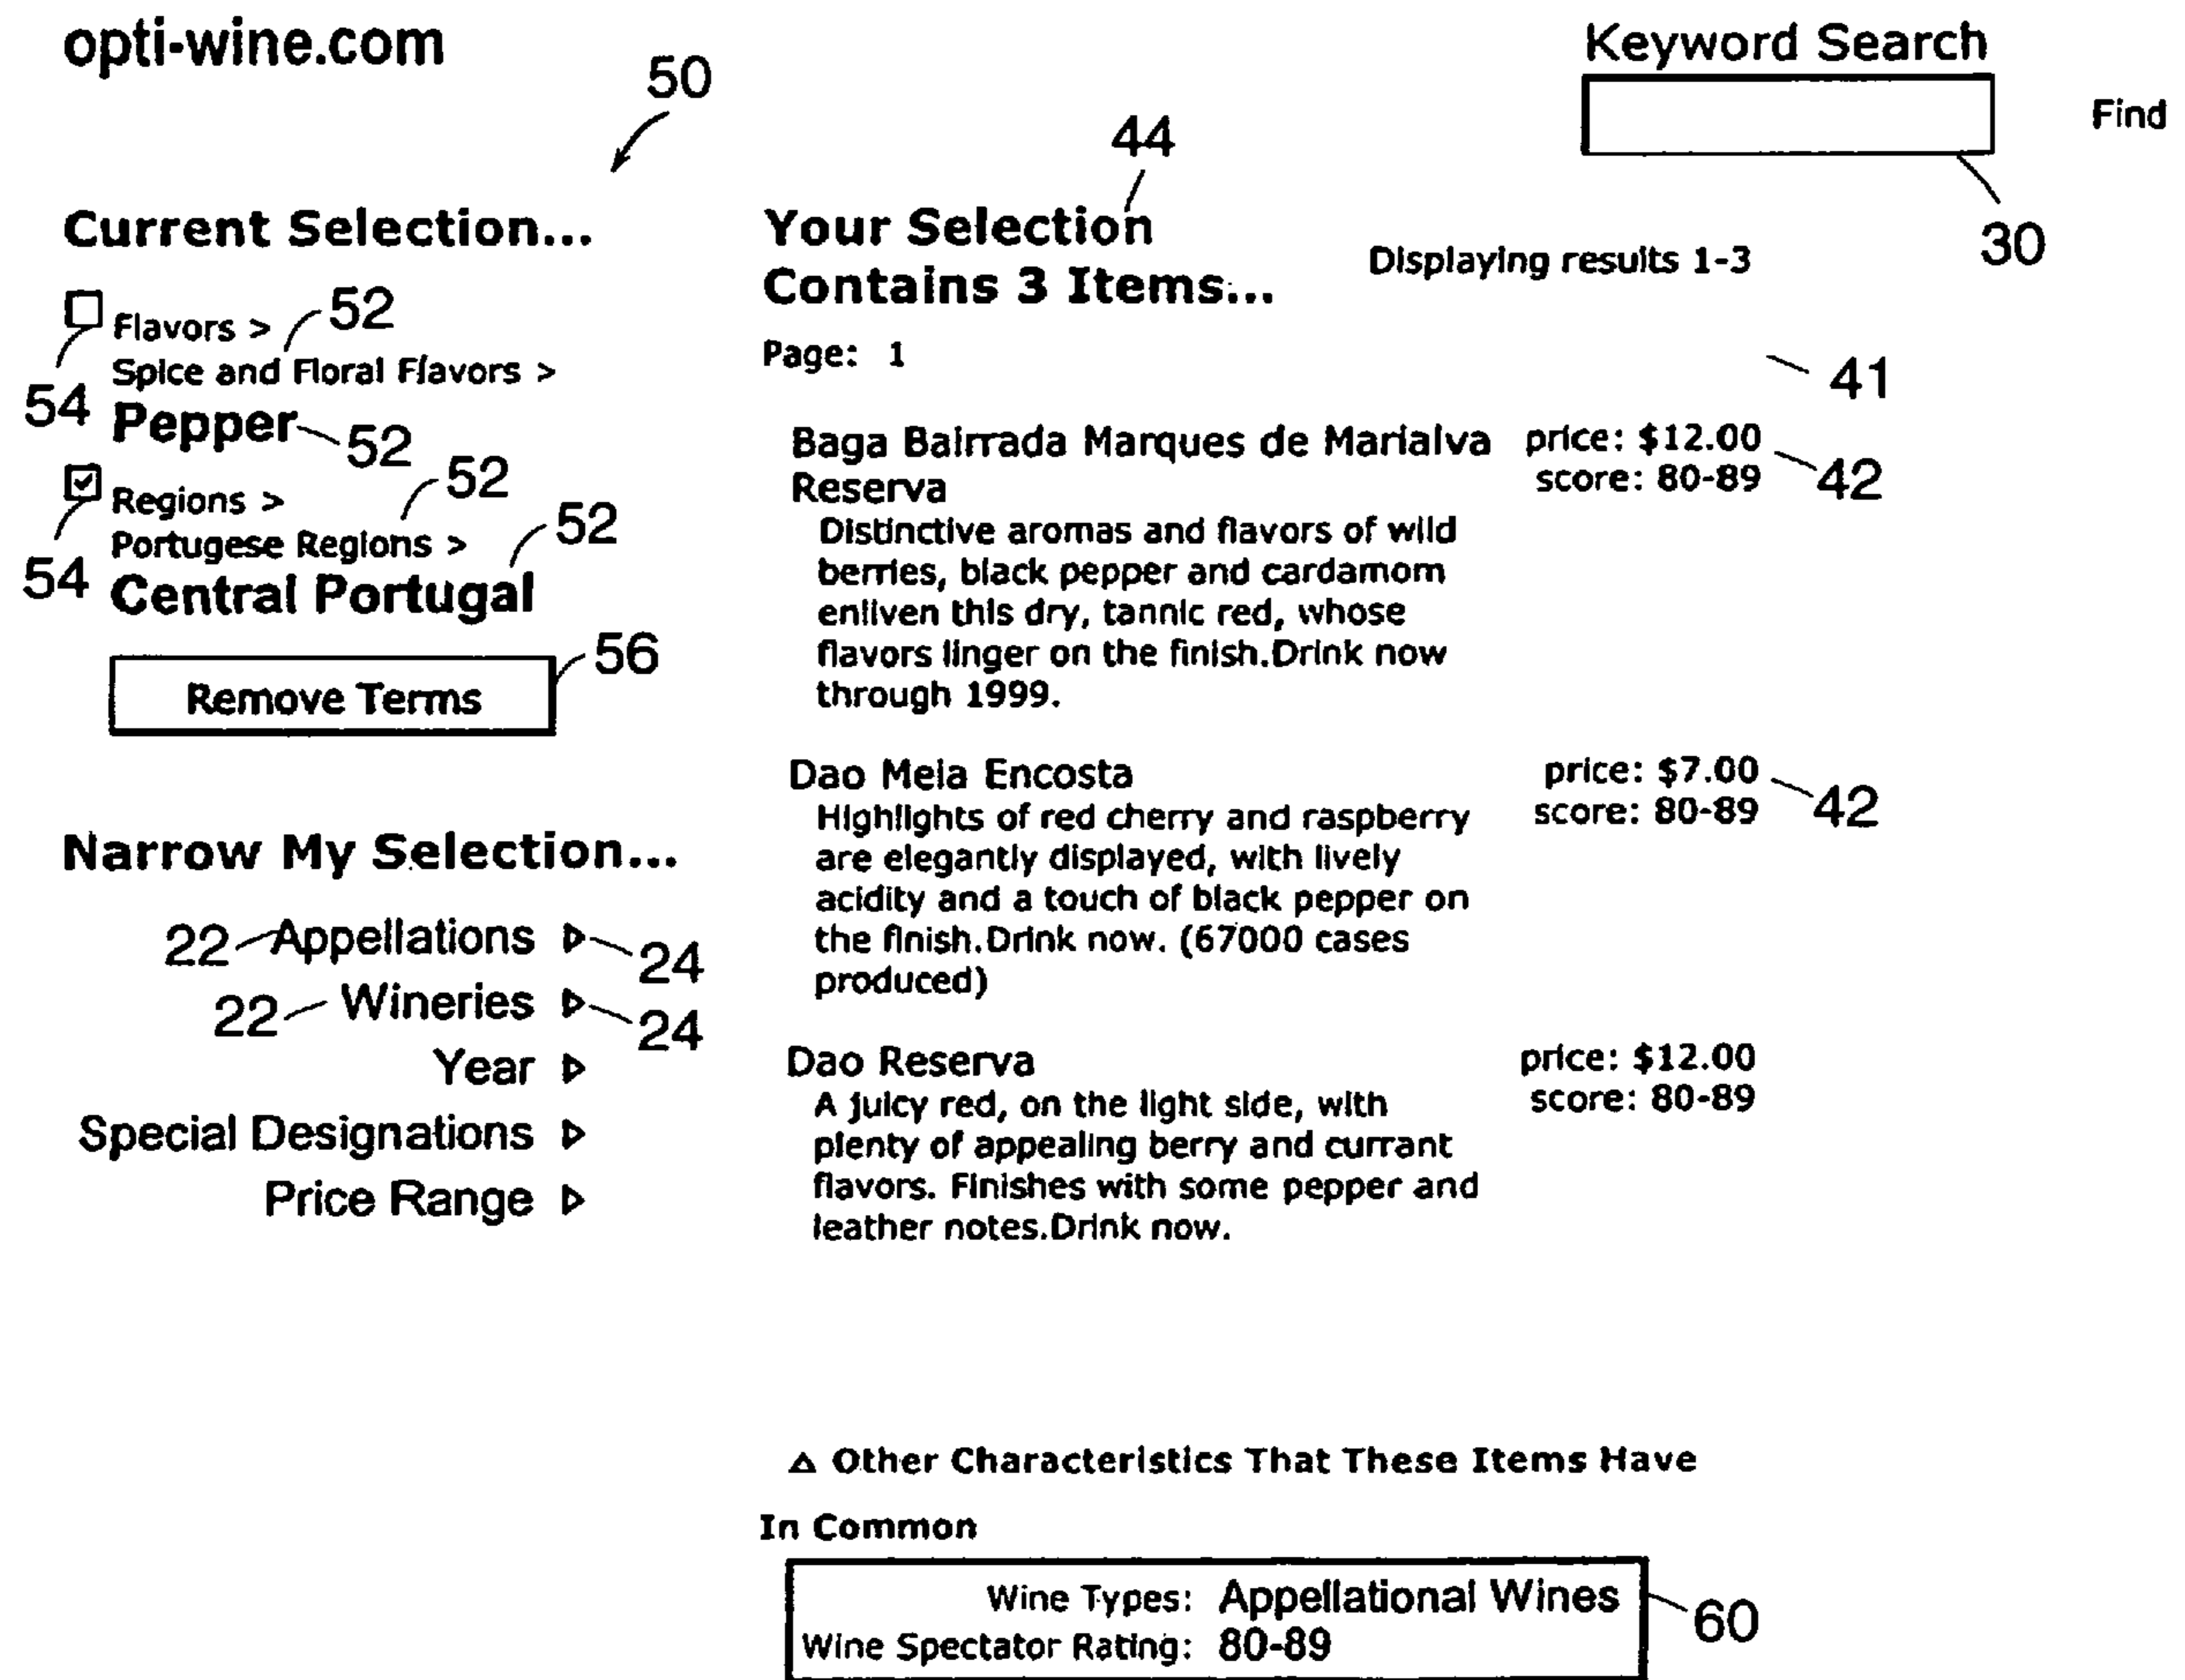 opti-wine.com
50
44
Keyword Search
Find
30
Current Selection...
Flavors >
52
Spice and Floral Flavors >
54
Pepper
52
Regions >
52
Portugese Regions >
52
54
Central Portugal
56
Remove Terms
Narrow My Selection...
22
Appellations
24
22
Wineries
24
Year
Special Designations
Price Range
Your Selection
Contains 3 Items...
Displaying results 1-3
Page: 1
41
Baga Bairrada Marques de Marialva
Reserva
price: $12.00
score: 80-89
42
Distinctive aromas and flavors of wild
berries, black pepper and cardamom
enliven this dry, tannic red, whose
flavors linger on the finish.Drink now
through 1999.
Dao Meia Encosta
price: $7.00
score: 80-89
42
Highlights of red cherry and raspberry
are elegantly displayed, with lively
acidity and a touch of black pepper on
the finish.Drink now. (67000 cases
produced)
Dao Reserva
price: $12.00
score: 80-89
A juicy red, on the light side, with
plenty of appealing berry and currant
flavors. Finishes with some pepper and
leather notes.Drink now.
Other Characteristics That These Items Have
In Common
Wine Types: Appellational Wines
Wine Spectator Rating: 80-89
60